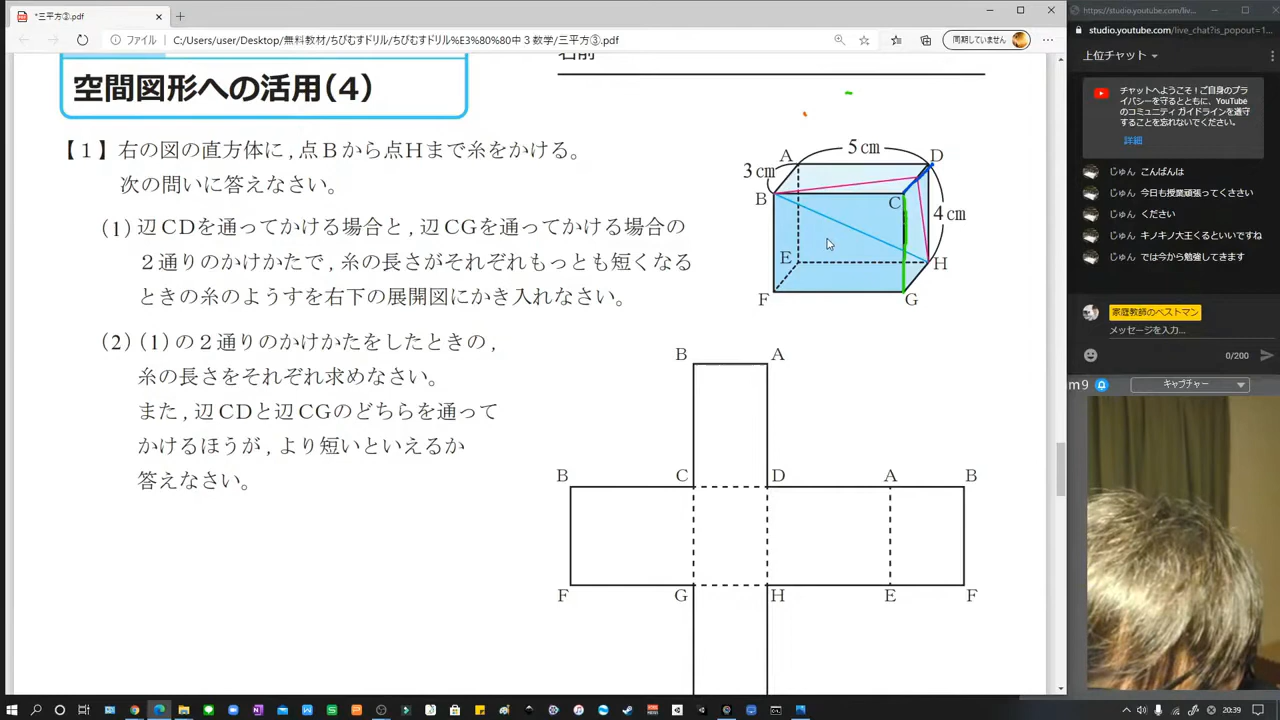 *三平方③.pdf
ファイル
C:/Users/user/Desktop/無料教材/ちびむすドリル/ちびむすドリル%E3%80%80中３数学/三平方③.pdf
同期していません
空間図形への活用(４)
【１】右の図の直方体に,点Ｂから点Ｈまで糸をかける。
次の問いに答えなさい。
(１)辺ＣＤを通ってかける場合と,辺ＣＧを通ってかける場合の
２通りのかけかたで,糸の長さがそれぞれもっとも短くなる
ときの糸のようすを右下の展開図にかき入れなさい。
(２)(１)の２通りのかけかたをしたときの,
糸の長さをそれぞれ求めなさい。
また,辺ＣＤと辺ＣＧのどちらを通って
かけるほうが,より短いといえるか
答えなさい。
A 5cm D
3cm
B C 4cm
E H
F G
B A
B C D A B
F G H E F
https://studio.youtube.com/live...
studio.youtube.com/live_chat?is_popout=1...
上位チャット
チャットへようこそ！ご自身のプラ
イバシーを守るとともに、YouTube
のコミュニティ ガイドラインを遵守
することを忘れないでください。
詳細
じゅん こんばんは
じゅん 今日も授業頑張ってくださ​い
じゅん ください
じゅん キノキノ大王くるといいですね
じゅん では今から勉強してきます
家庭教師のベストマン
メッセージを入力...
0/200
m9
キャプチャー
20:39